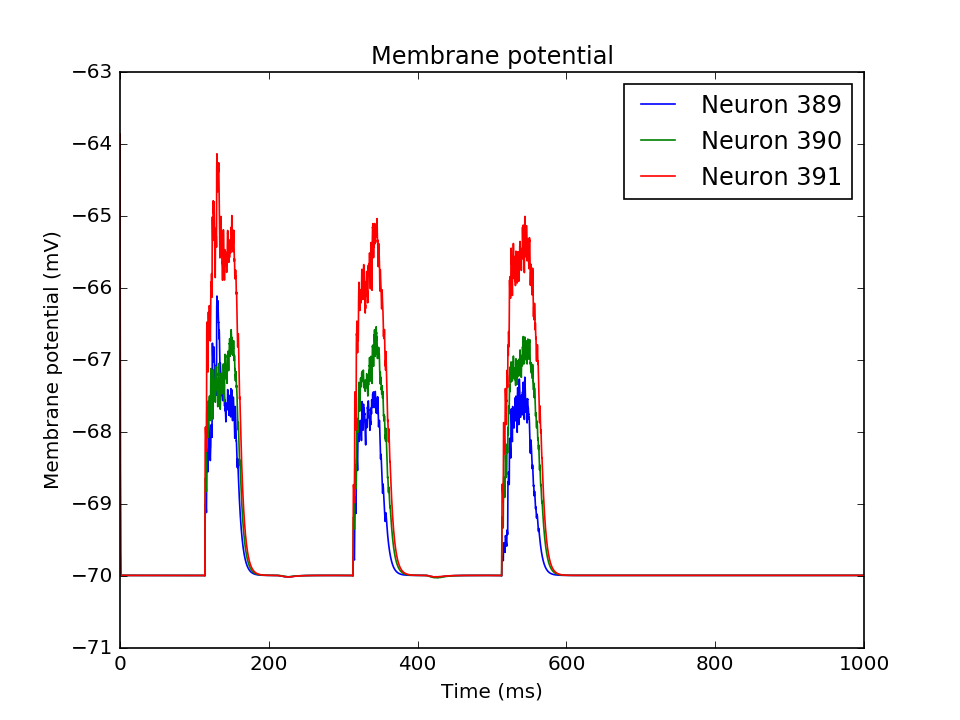 Membrane potential
−63
−64
−65
−66
−67
−68
−69
−70
−71
Membrane potential (mV)
Neuron 389
Neuron 390
Neuron 391
0 200 400 600 800 1000
Time (ms)